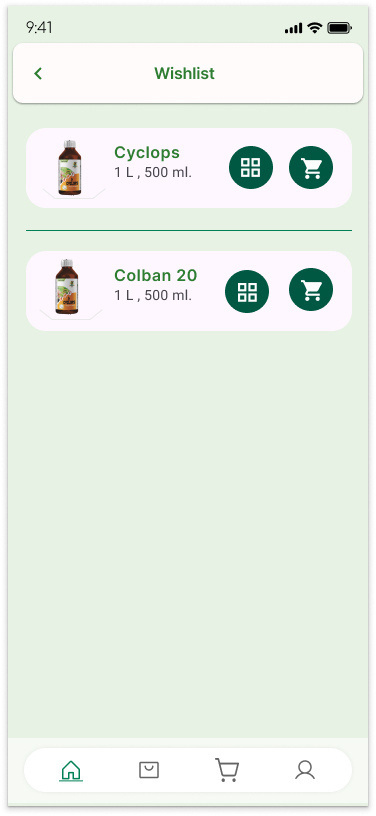 9:41
Wishlist
Cyclops
1 L , 500 ml.
Colban 20
1 L , 500 ml.